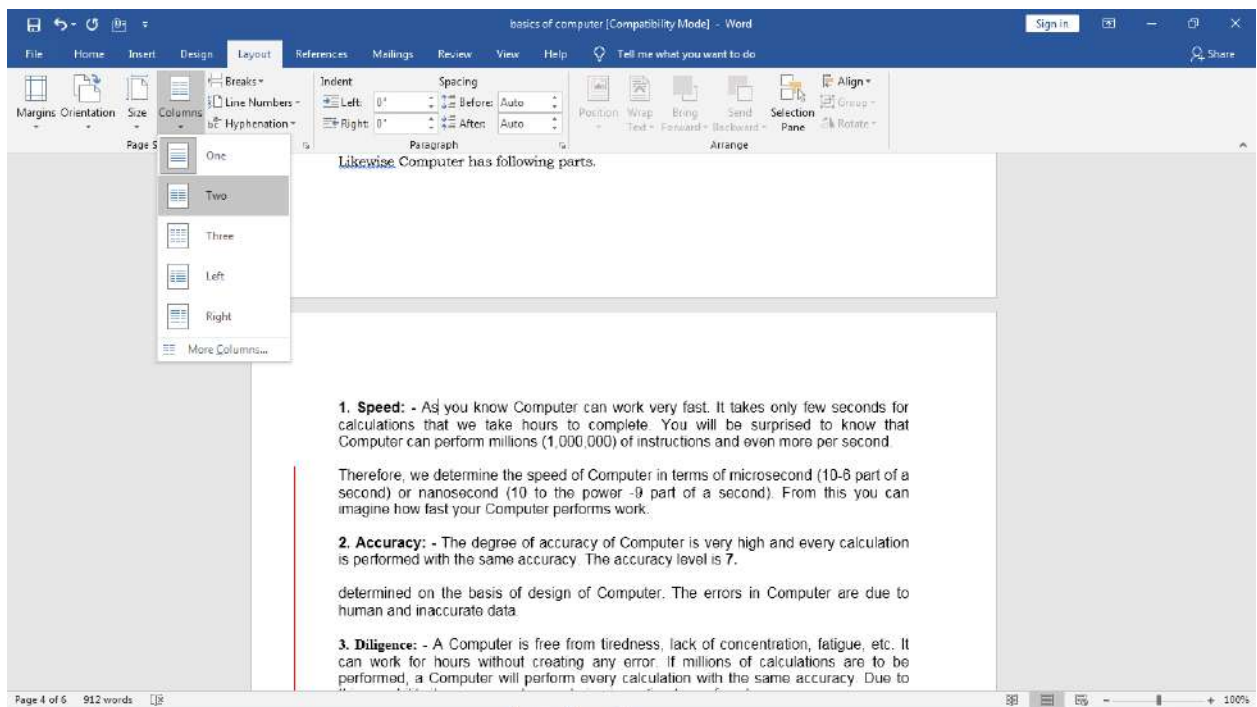 basics of computer [Compatibility Mode] - Word
Sign in
File Home Insert Design Layout References Mailings Review View Help Tell me what you want to do Share
Margins Orientation Size Columns
Breaks
Line Numbers
Hyphenation
Page S
Indent Spacing
Left: 0" Before: Auto
Right: 0" After: Auto
Paragraph
Position Wrap Text Bring Forward Send Backward Selection Pane
Align
Group
Rotate
Arrange
One
Two
Three
Left
Right
More Columns...
Likewise Computer has following parts.
1. Speed: - As you know Computer can work very fast. It takes only few seconds for
calculations that we take hours to complete. You will be surprised to know that
Computer can perform millions (1,000,000) of instructions and even more per second.
Therefore, we determine the speed of Computer in terms of microsecond (10-6 part of a
second) or nanosecond (10 to the power -9 part of a second). From this you can
imagine how fast your Computer performs work.
2. Accuracy: - The degree of accuracy of Computer is very high and every calculation
is performed with the same accuracy. The accuracy level is 7.
determined on the basis of design of Computer. The errors in Computer are due to
human and inaccurate data.
3. Diligence: - A Computer is free from tiredness, lack of concentration, fatigue, etc. It
can work for hours without creating any error. If millions of calculations are to be
performed, a Computer will perform every calculation with the same accuracy. Due to
Page 4 of 6 912 words 100%